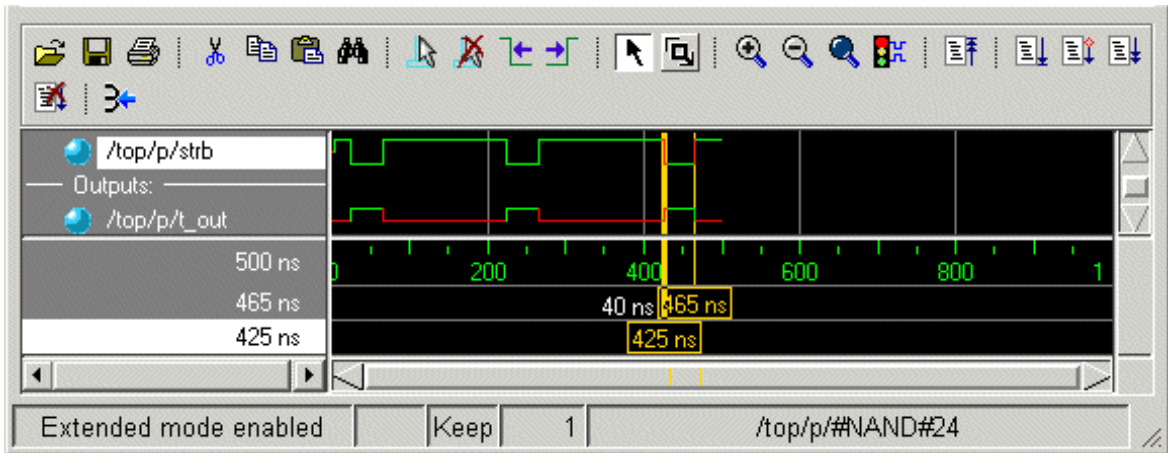 /top/p/strb
Outputs:
/top/p/t_out
500 ns
0 200 400 600 800 1
465 ns
40 ns 465 ns
425 ns
425 ns
Extended mode enabled Keep 1 /top/p/#NAND#24